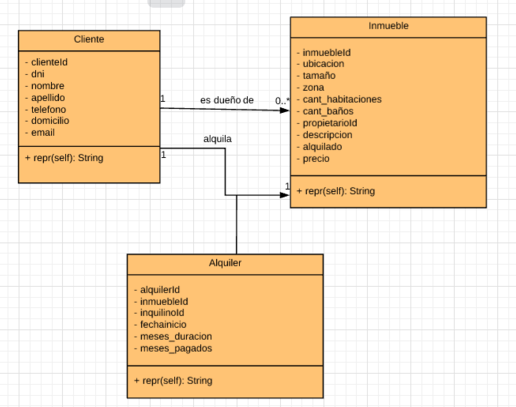 Cliente
- clienteId
- dni
- nombre
- apellido
- telefono
- domicilio
- email
+ repr(self): String
1
es dueño de
0..*
alquila
1
1
Inmueble
- inmuebleId
- ubicacion
- tamaño
- zona
- cant_habitaciones
- cant_baños
- propietarioId
- descripcion
- alquilado
- precio
+ repr(self): String
Alquiler
- alquilerId
- inmuebleId
- inquilinoId
- fechainicio
- meses_duracion
- meses_pagados
+ repr(self): String